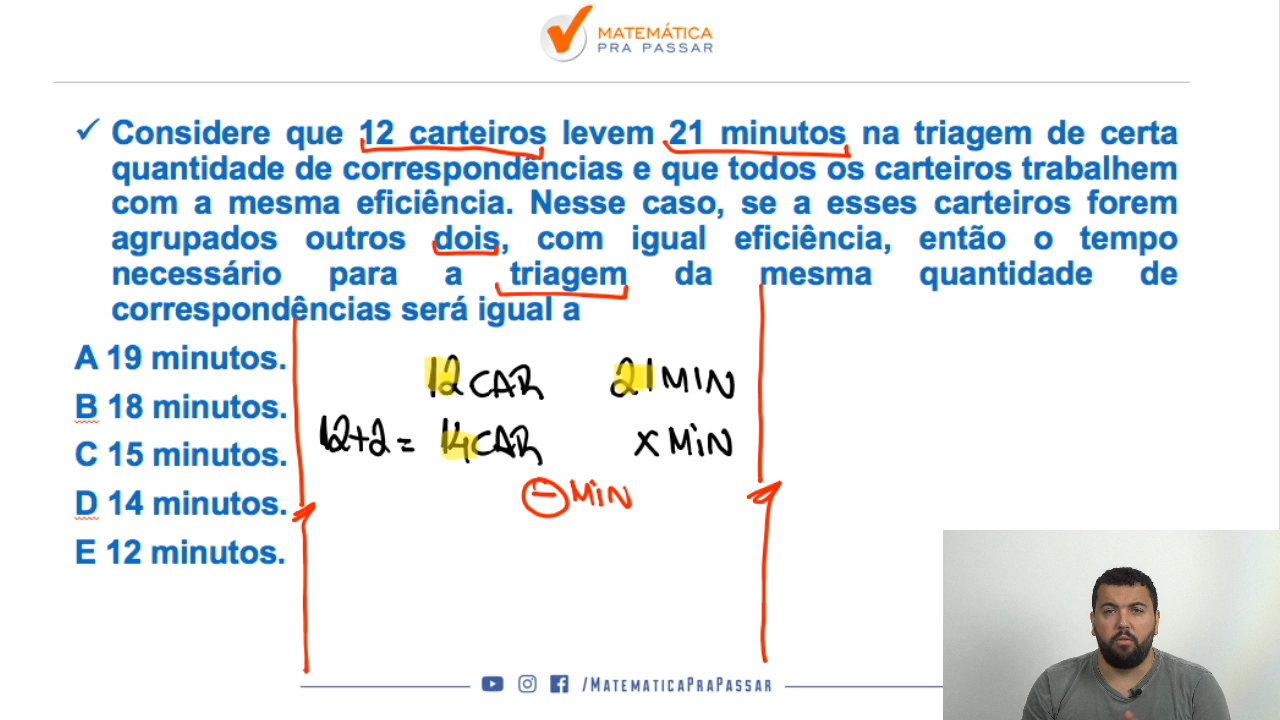 MATEMÁTICA
PRA PASSAR
✓ Considere que 12 carteiros levem 21 minutos na triagem de certa
quantidade de correspondências e que todos os carteiros trabalhem
com a mesma eficiência. Nesse caso, se a esses carteiros forem
agrupados outros dois, com igual eficiência, então o tempo
necessário para a triagem da mesma quantidade de
correspondências será igual a
A 19 minutos.
B 18 minutos.
C 15 minutos.
D 14 minutos.
E 12 minutos.
12 CAR 21 MIN
12+2 = 14 CAR X MIN
- MIN
/MATEMATICAPRAPASSAR